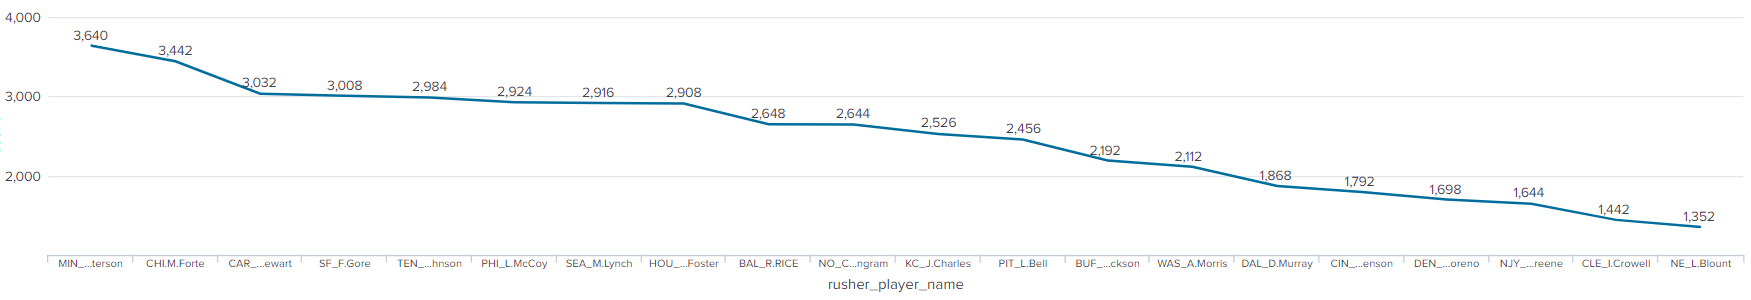 4,000
3,000
2,000
3,640
3,442
3,032
3,008
2,984
2,924
2,916
2,908
2,648
2,644
2,526
2,456
2,192
2,112
1,868
1,792
1,698
1,644
1,442
1,352
MIN_...terson
CHI.M.Forte
CAR_...ewart
SF_F.Gore
TEN_...hnson
PHI_L.McCoy
SEA_M.Lynch
HOU_...Foster
BAL_R.RICE
NO_C...ngram
KC_J.Charles
PIT_L.Bell
BUF_...ckson
WAS_A.Morris
DAL_D.Murray
CIN_...enson
DEN_...oreno
NJY_...reene
CLE_I.Crowell
NE_L.Blount
rusher_player_name